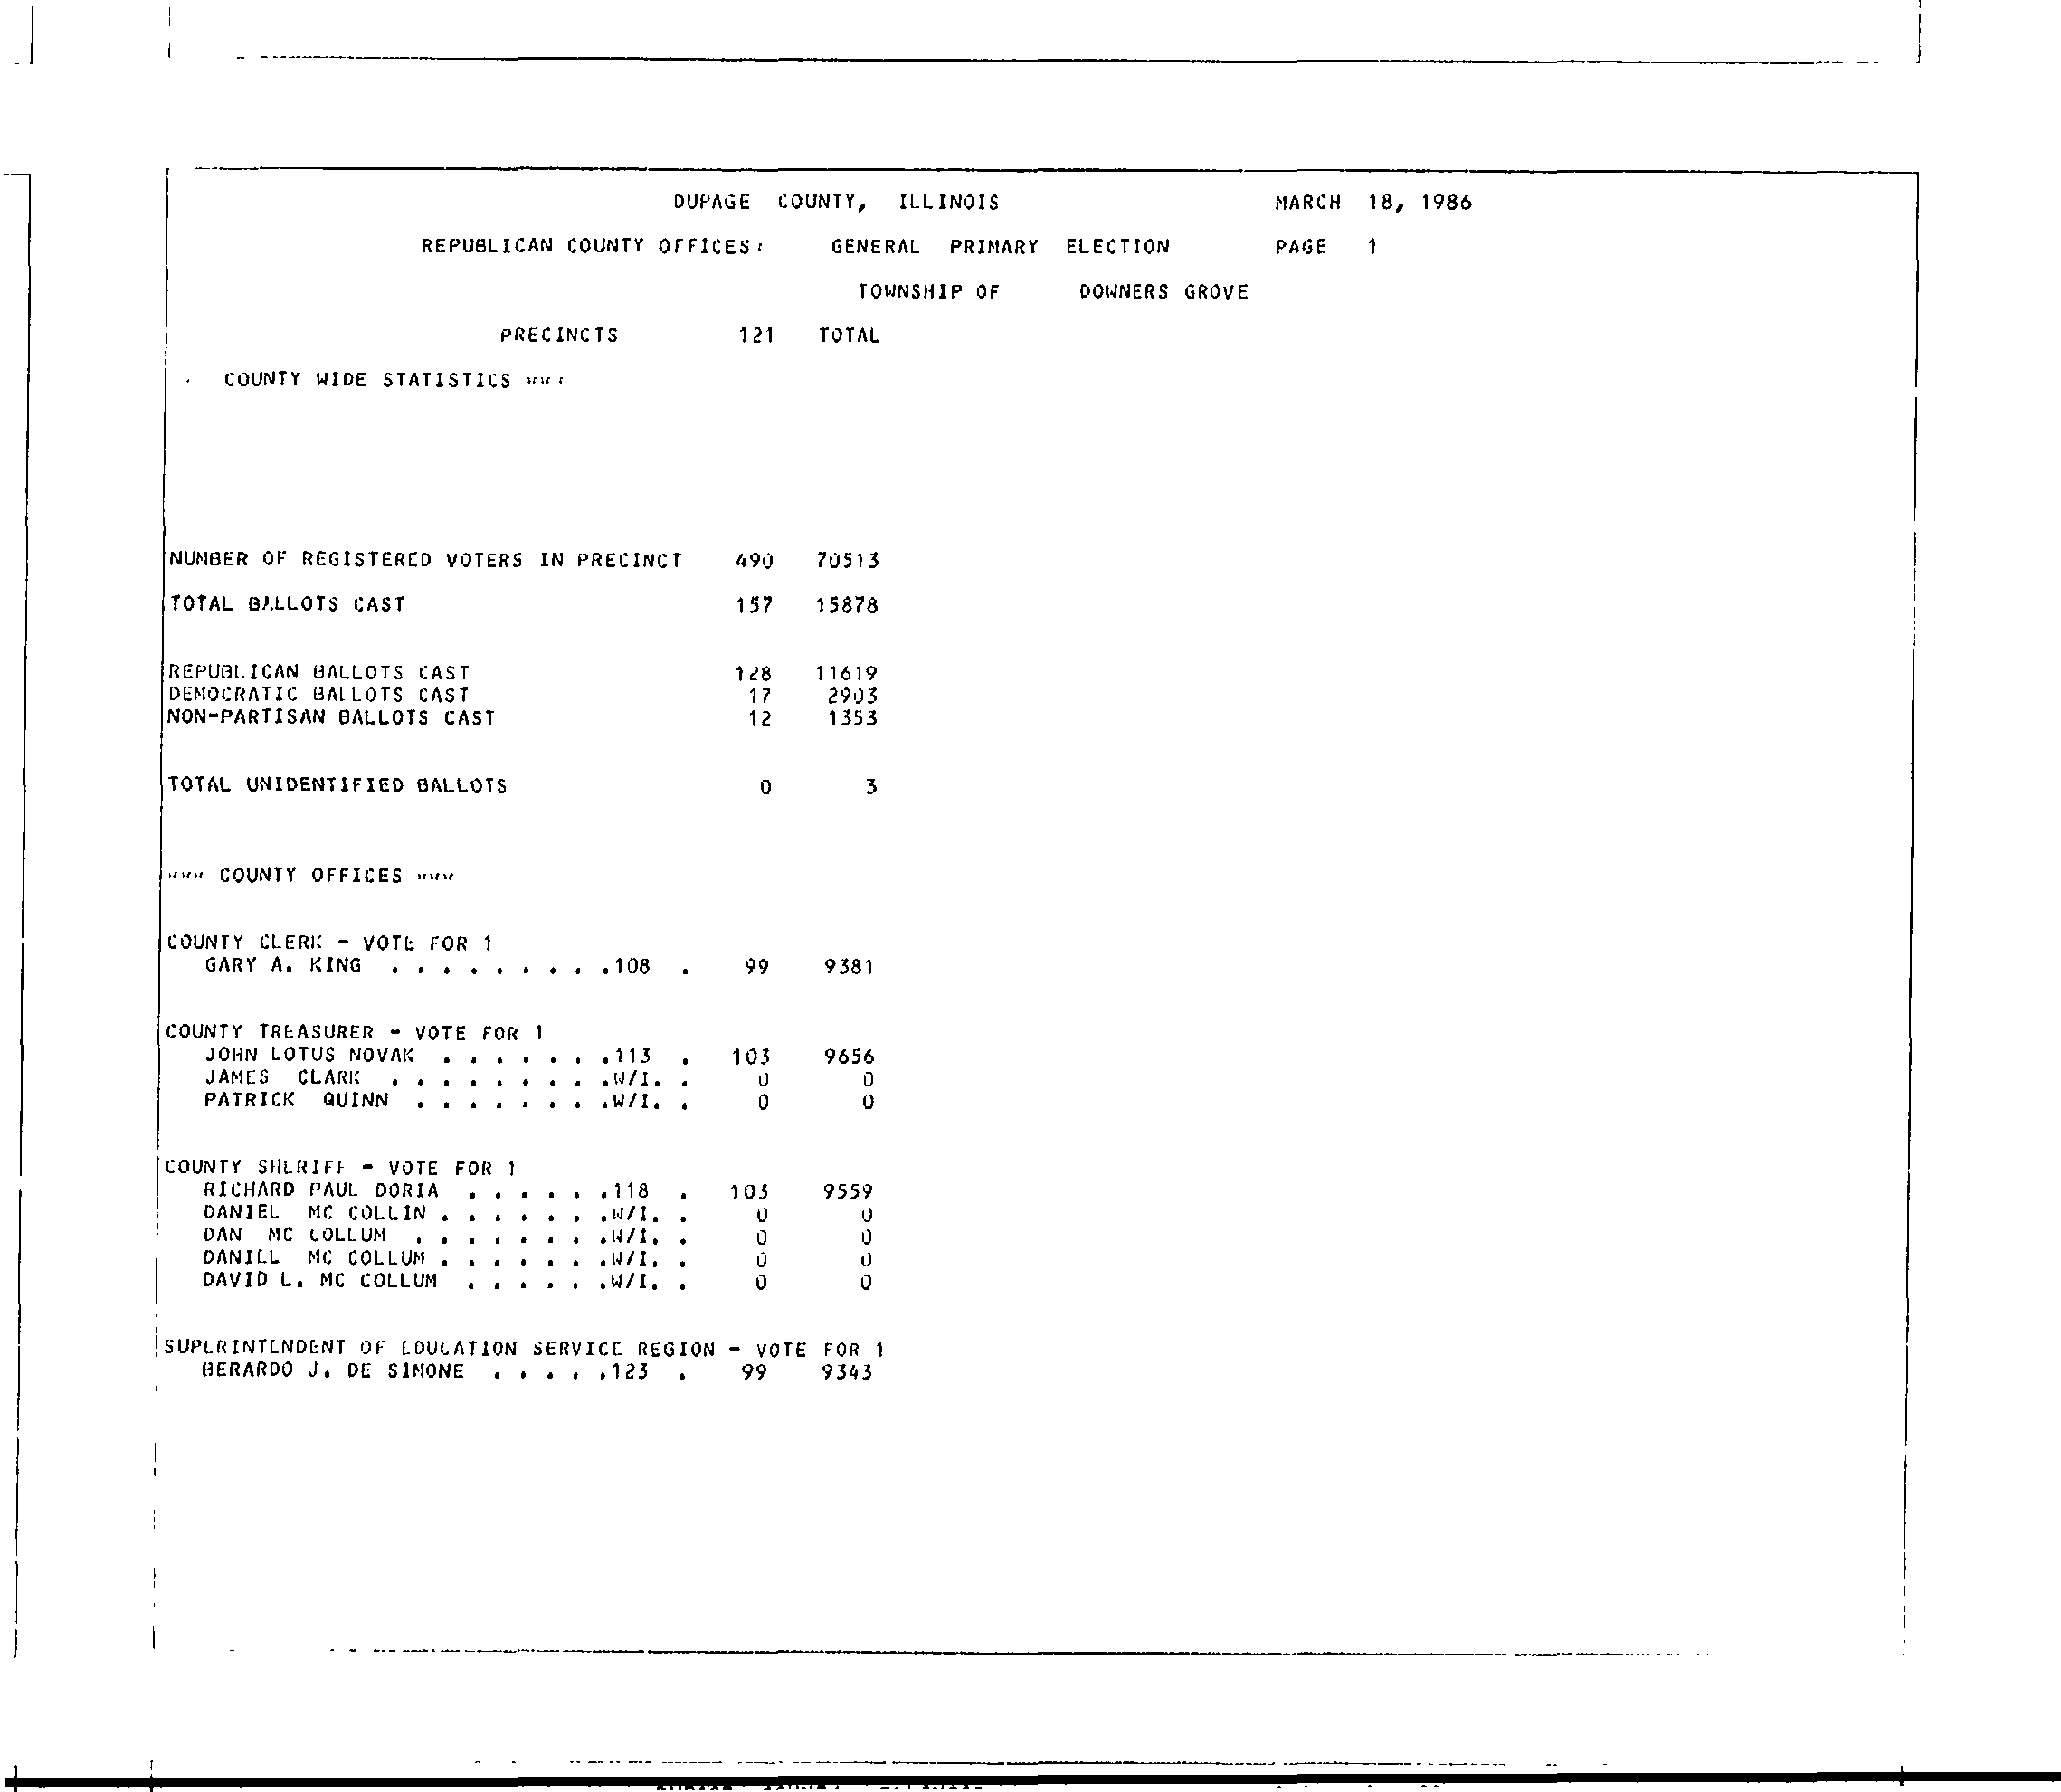 DUPAGE COUNTY, ILLINOIS MARCH 18, 1986
REPUBLICAN COUNTY OFFICES GENERAL PRIMARY ELECTION PAGE 1
TOWNSHIP OF DOWNERS GROVE
PRECINCTS 121 TOTAL
COUNTY WIDE STATISTICS ***
NUMBER OF REGISTERED VOTERS IN PRECINCT 490 70513
TOTAL BALLOTS CAST 157 15878
REPUBLICAN BALLOTS CAST 128 11619
DEMOCRATIC BALLOTS CAST 17 2903
NON-PARTISAN BALLOTS CAST 12 1353
TOTAL UNIDENTIFIED BALLOTS 0 3
*** COUNTY OFFICES ***
COUNTY CLERK - VOTE FOR 1
GARY A. KING . . . . . . . . .108 . 99 9381
COUNTY TREASURER - VOTE FOR 1
JOHN LOTUS NOVAK . . . . . . .113 . 103 9656
JAMES CLARK . . . . . . . . .W/I. . 0 0
PATRICK QUINN . . . . . . . .W/I. . 0 0
COUNTY SHERIFF - VOTE FOR 1
RICHARD PAUL DORIA . . . . . .118 . 103 9559
DANIEL MC COLLIN . . . . . . .W/I. . 0 0
DAN MC COLLUM . . . . . . . .W/I. . 0 0
DANIEL MC COLLUM . . . . . . .W/I. . 0 0
DAVID L. MC COLLUM . . . . . .W/I. . 0 0
SUPERINTENDENT OF EDUCATION SERVICE REGION - VOTE FOR 1
BERARDO J. DE SIMONE . . . . .123 . 99 9343